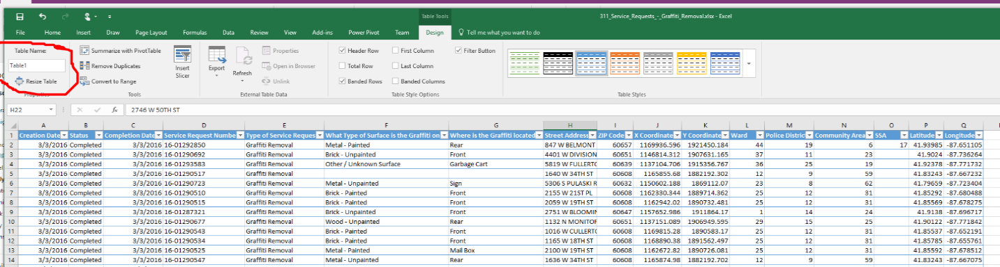 Table Tools
311_Service_Requests_-_Graffiti_Removal.xlsx - Excel
File Home Insert Draw Page Layout Formulas Data Review View Add-ins Power Pivot Team Design Tell me what you want to do
Table Name:
Table1
Resize Table
Properties
Summarize with PivotTable
Remove Duplicates
Convert to Range
Insert Slicer
Tools
Export
Refresh
Properties
Open in Browser
Unlink
External Table Data
Header Row First Column Filter Button
Total Row Last Column
Banded Rows Banded Columns
Table Style Options
Table Styles
H22 fx 2746 W 50TH ST
A B C D E F G H I J K L M N O P Q
1 Creation Date Status Completion Date Service Request Numbe Type of Service Reques What Type of Surface is the Graffiti on Where is the Graffiti located Street Address ZIP Code X Coordinate Y Coordinate Ward Police Distric Community Area SSA Latitude Longitude
2 3/3/2016 Completed 3/3/2016 16-01292850 Graffiti Removal Metal - Painted Rear 847 W BELMONT 60657 1169936.596 1921450.184 44 19 6 17 41.93985 -87.651105
3 3/3/2016 Completed 3/3/2016 16-01290692 Graffiti Removal Brick - Unpainted Front 4401 W DIVISION 60651 1146814.312 1907631.165 37 11 23 41.9024 -87.736264
4 3/3/2016 Completed 3/3/2016 16-01293583 Graffiti Removal Other / Unknown Surface Garbage Cart 5819 W FULLERT 60639 1137104.706 1915356.767 36 25 19 41.92378 -87.771732
5 3/3/2016 Completed 3/3/2016 16-01290517 Graffiti Removal 1640 W 34TH ST 60608 1165855.68 1882192.302 12 9 59 41.83243 -87.667232
6 3/3/2016 Completed 3/3/2016 16-01290723 Graffiti Removal Metal - Unpainted Sign 5306 S PULASKI R 60632 1150602.188 1869112.07 23 8 62 41.79659 -87.723404
7 3/3/2016 Completed 3/3/2016 16-01290510 Graffiti Removal Brick - Painted Front 2155 W 21ST PL 60608 1162330.344 1889714.362 25 12 31 41.85292 -87.680488
8 3/3/2016 Completed 3/3/2016 16-01290515 Graffiti Removal Brick - Painted Front 2059 W 19TH ST 60608 1162942.02 1890732.481 25 12 31 41.85569 -87.678275
9 3/3/2016 Completed 3/3/2016 16-01287321 Graffiti Removal Brick - Unpainted Front 2751 W BLOOMIN 60647 1157652.986 1911864.17 1 14 24 41.9138 -87.696717
10 3/3/2016 Completed 3/3/2016 16-01290677 Graffiti Removal Wood - Unpainted Rear 1132 N MONITOR 60651 1137151.089 1906949.595 29 15 25 41.90122 -87.771842
11 3/3/2016 Completed 3/3/2016 16-01290543 Graffiti Removal Brick - Painted Front 1016 W CULLERT 60608 1169815.28 1890583.17 25 12 31 41.85537 -87.652191
12 3/3/2016 Completed 3/3/2016 16-01290534 Graffiti Removal Brick - Painted Front 1165 W 18TH ST 60608 1168890.38 1891562.497 25 12 31 41.85785 -87.655761
13 3/3/2016 Completed 3/3/2016 16-01290525 Graffiti Removal Metal - Painted Mail Box 2100 W 19TH ST 60608 1162672.82 1890726.081 25 12 31 41.85592 -87.678512
14 3/3/2016 Completed 3/3/2016 16-01290547 Graffiti Removal Metal - Unpainted Rear 1636 W 34TH ST 60608 1165874.98 1882192.702 12 9 59 41.83243 -87.667075